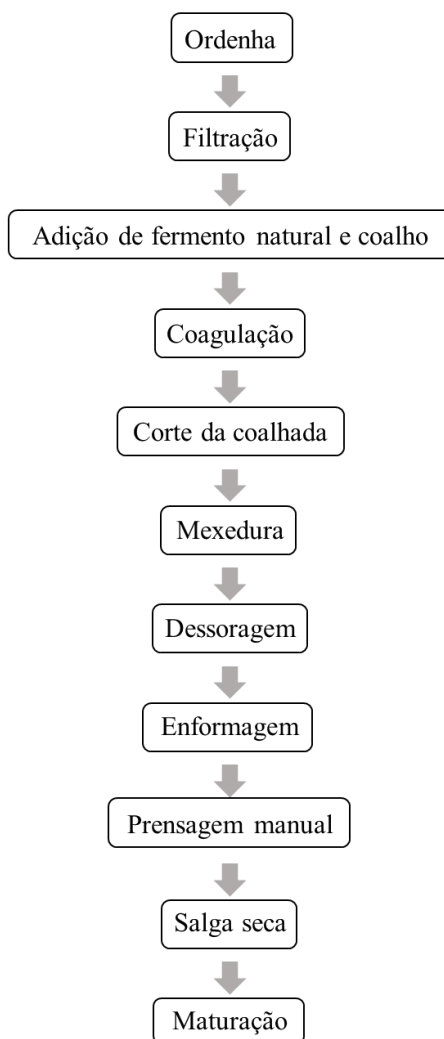 Ordenha
Filtração
Adição de fermento natural e coalho
Coagulação
Corte da coalhada
Mexedura
Dessoragem
Enformagem
Prensagem manual
Salga seca
Maturação